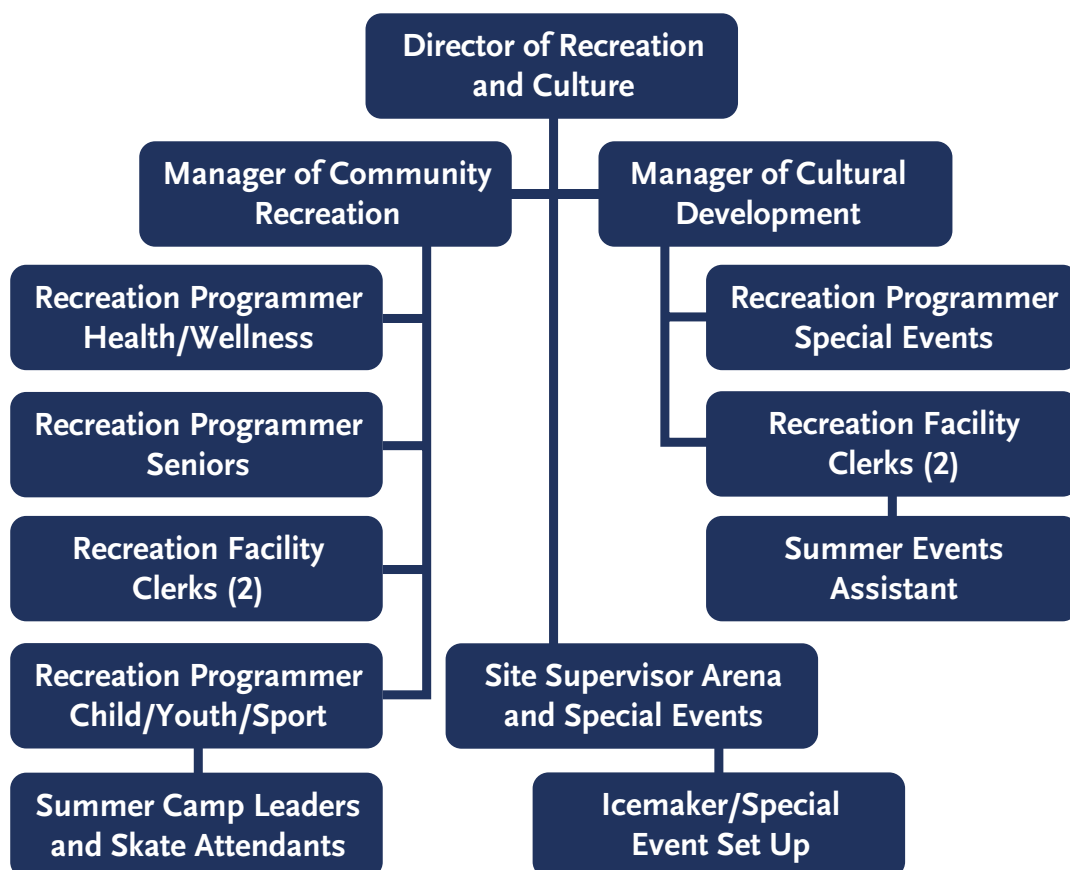 Director of Recreation
and Culture
Manager of Community
Recreation
Manager of Cultural
Development
Recreation Programmer
Health/Wellness
Recreation Programmer
Special Events
Recreation Programmer
Seniors
Recreation Facility
Clerks (2)
Recreation Facility
Clerks (2)
Summer Events
Assistant
Recreation Programmer
Child/Youth/Sport
Site Supervisor Arena
and Special Events
Summer Camp Leaders
and Skate Attendants
Icemaker/Special
Event Set Up